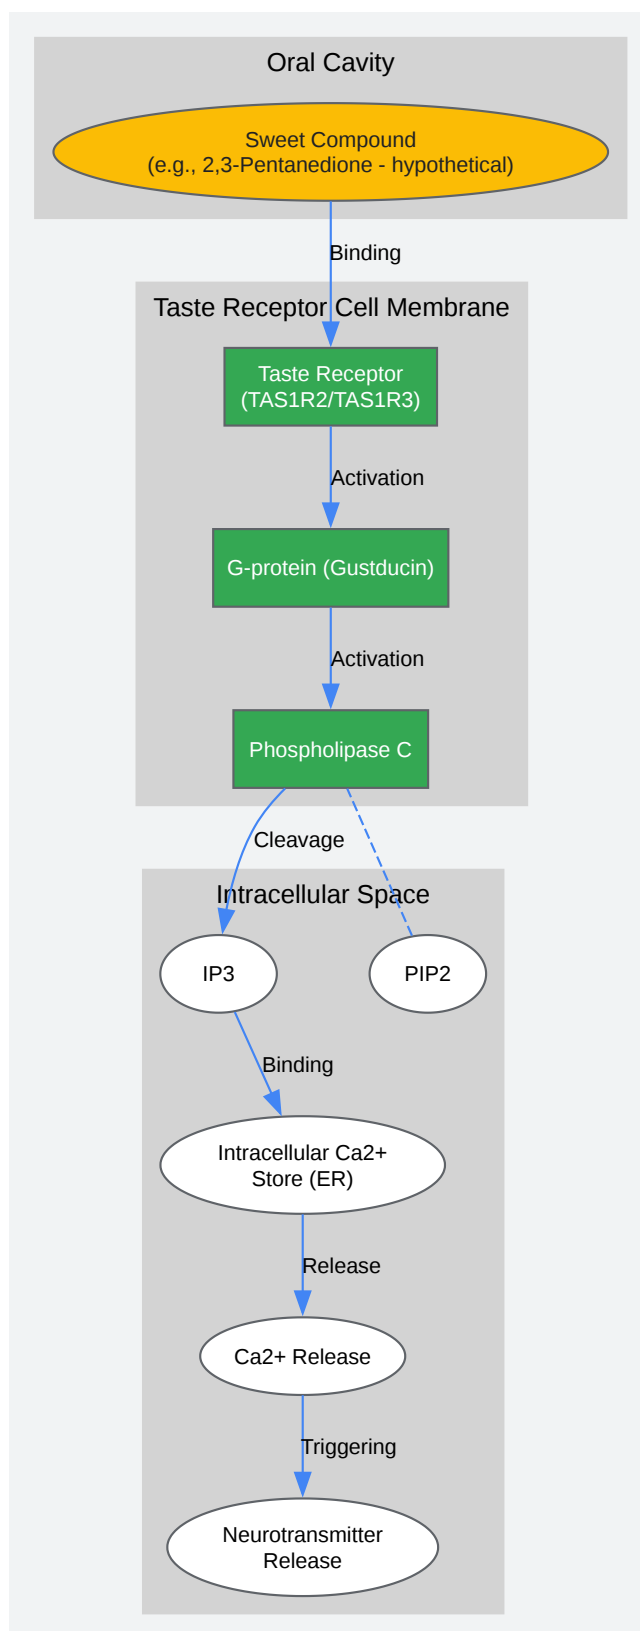 Oral Cavity
Sweet Compound
(e.g., 2,3-Pentanedione - hypothetical)
Binding
Taste Receptor Cell Membrane
Taste Receptor
(TAS1R2/TAS1R3)
Activation
G-protein (Gustducin)
Activation
Phospholipase C
Cleavage
Intracellular Space
IP3
PIP2
Binding
Intracellular Ca2+
Store (ER)
Release
Ca2+ Release
Triggering
Neurotransmitter
Release